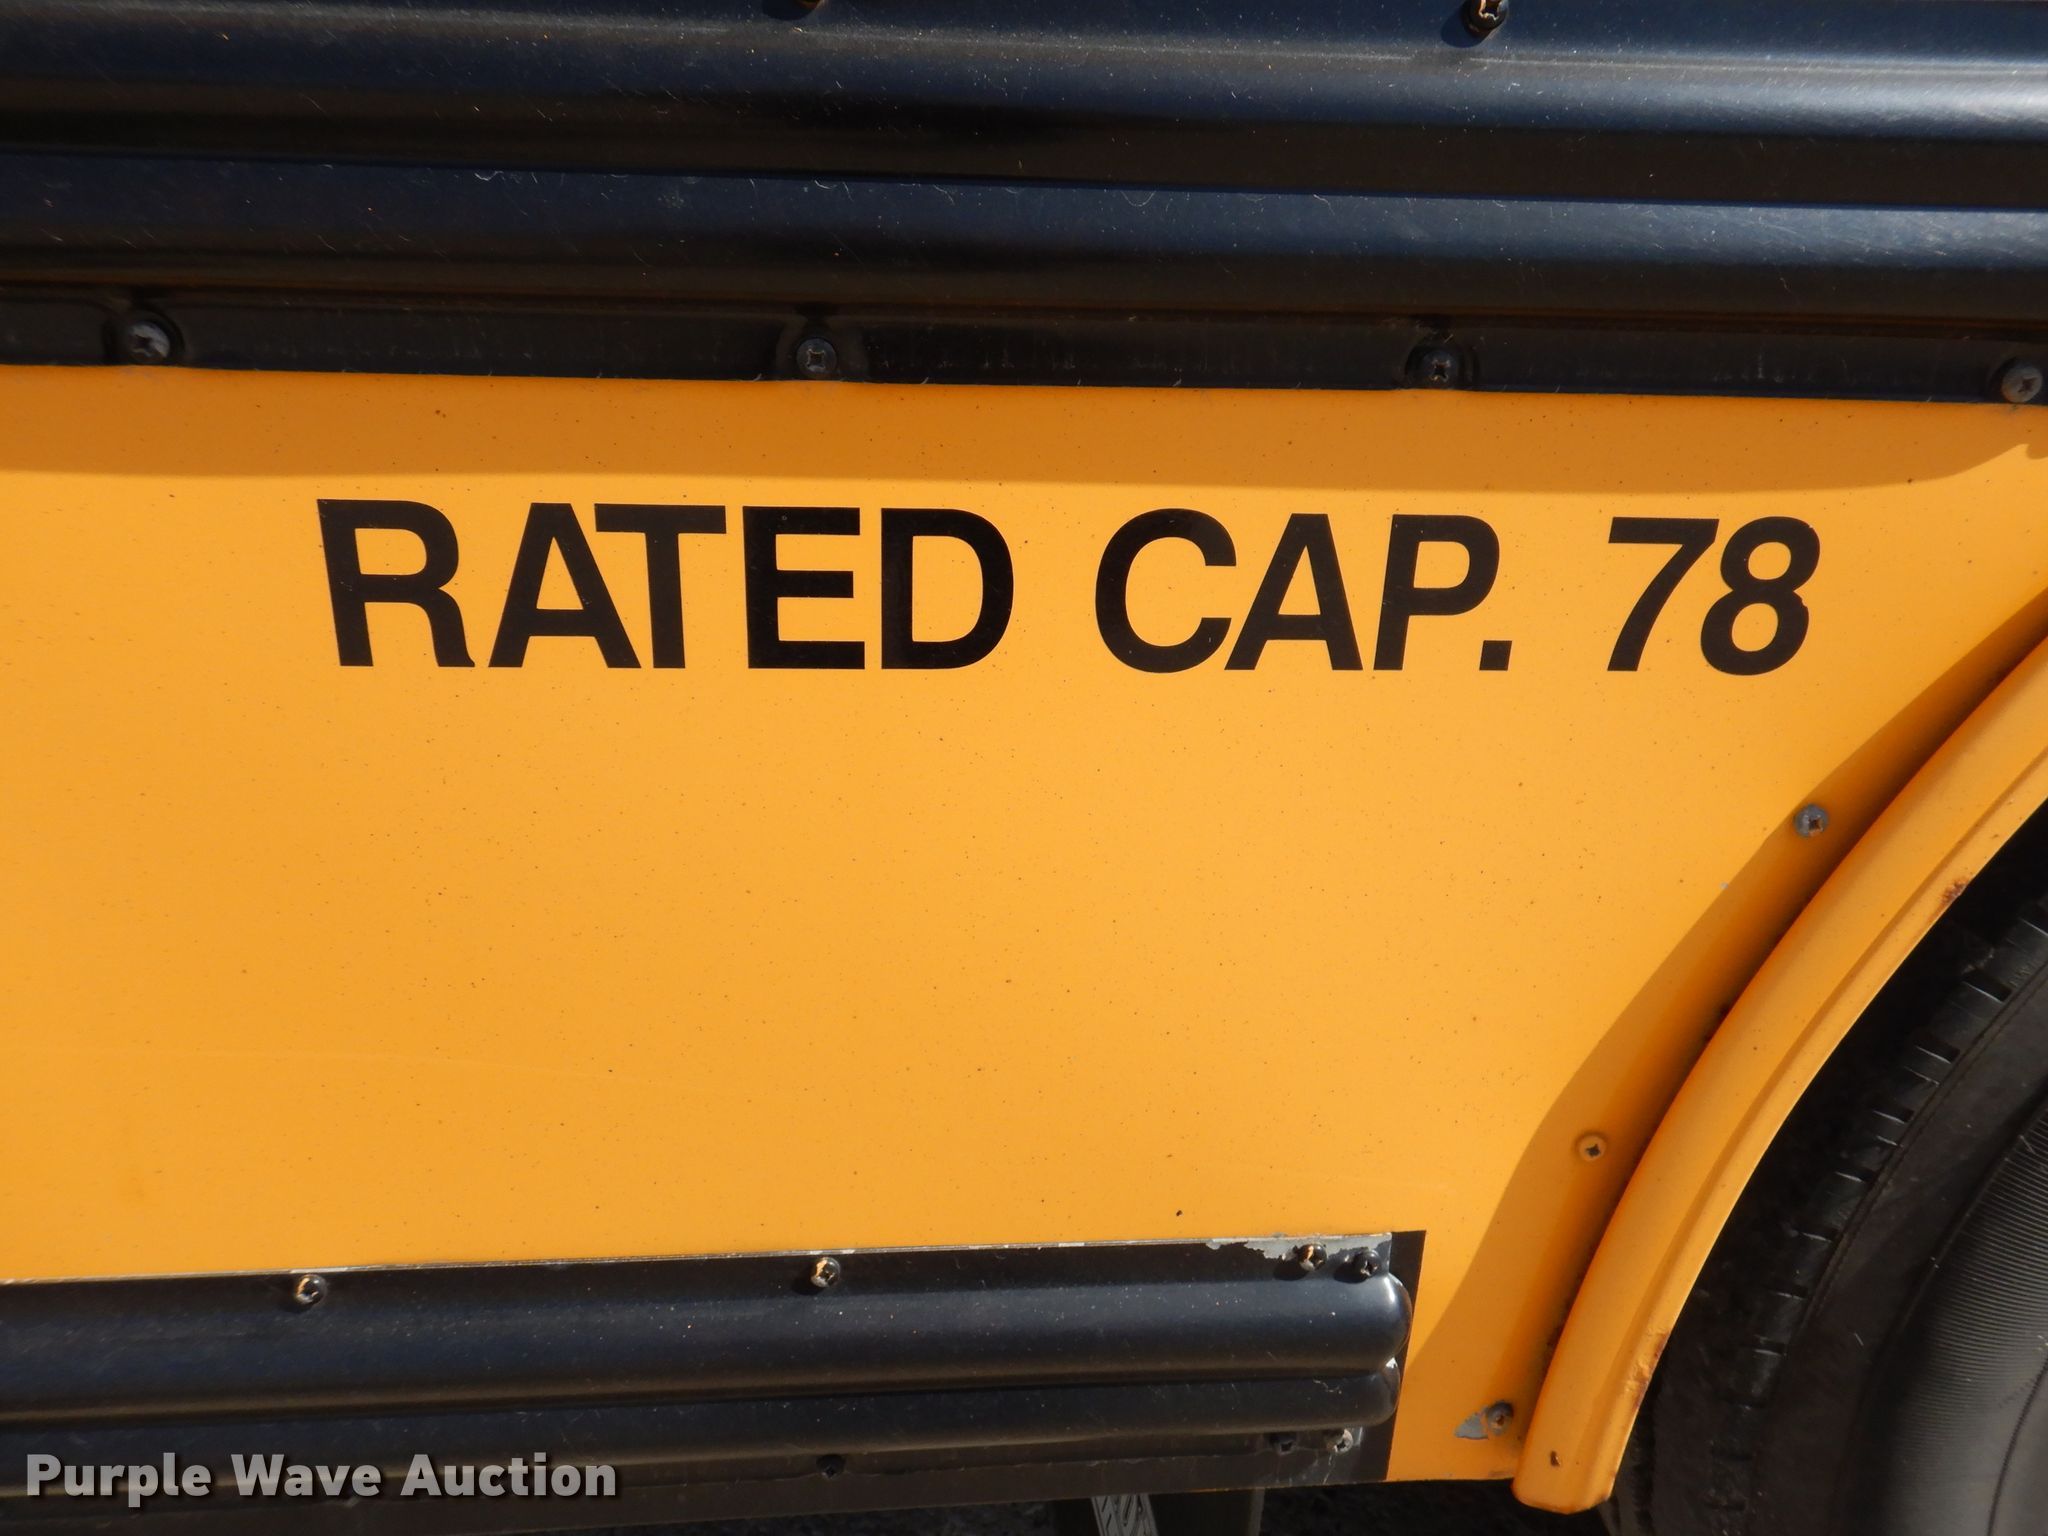 RATED CAP. 78
Purple Wave Auction